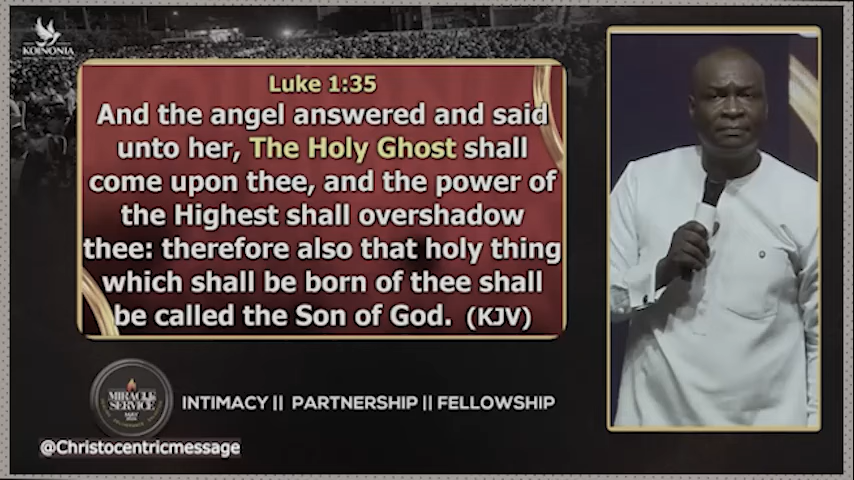 KOINONIA
Luke 1:35
And the angel answered and said
unto her, The Holy Ghost shall
come upon thee, and the power of
the Highest shall overshadow
thee: therefore also that holy thing
which shall be born of thee shall
be called the Son of God. (KJV)
MIRACLE
SERVICE
MAY
INTIMACY || PARTNERSHIP || FELLOWSHIP
@Christocentricmessage